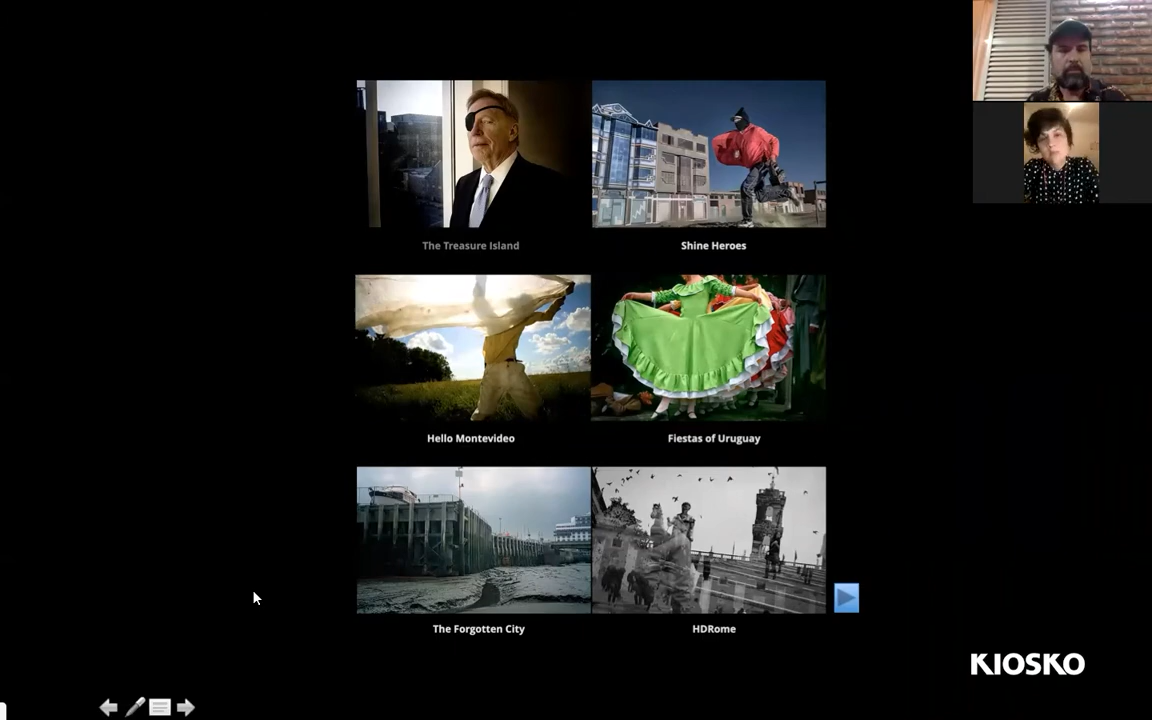 The Treasure Island
Shine Heroes
Hello Montevideo
Fiestas of Uruguay
The Forgotten City
HDRome
KIOSKO